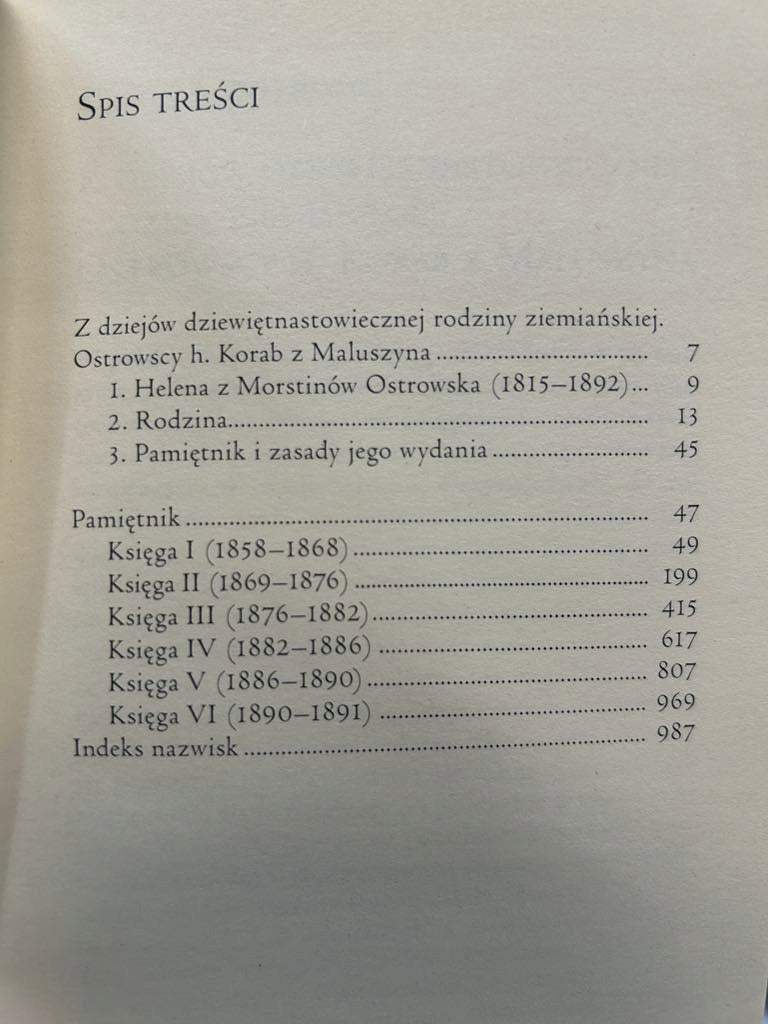 Spis treści
Z dziejów dziewiętnastowiecznej rodziny ziemiańskiej.
Ostrowscy h. Korab z Maluszyna ........................................ 7
1. Helena z Morstinów Ostrowska (1815–1892)... 9
2. Rodzina........................................ 13
3. Pamiętnik i zasady jego wydania ........................................ 45
Pamiętnik ........................................ 47
Księga I (1858–1868) ........................................ 49
Księga II (1869–1876) ........................................ 199
Księga III (1876–1882) ........................................ 415
Księga IV (1882–1886) ........................................ 617
Księga V (1886–1890) ........................................ 807
Księga VI (1890–1891) ........................................ 969
Indeks nazwisk ........................................ 987